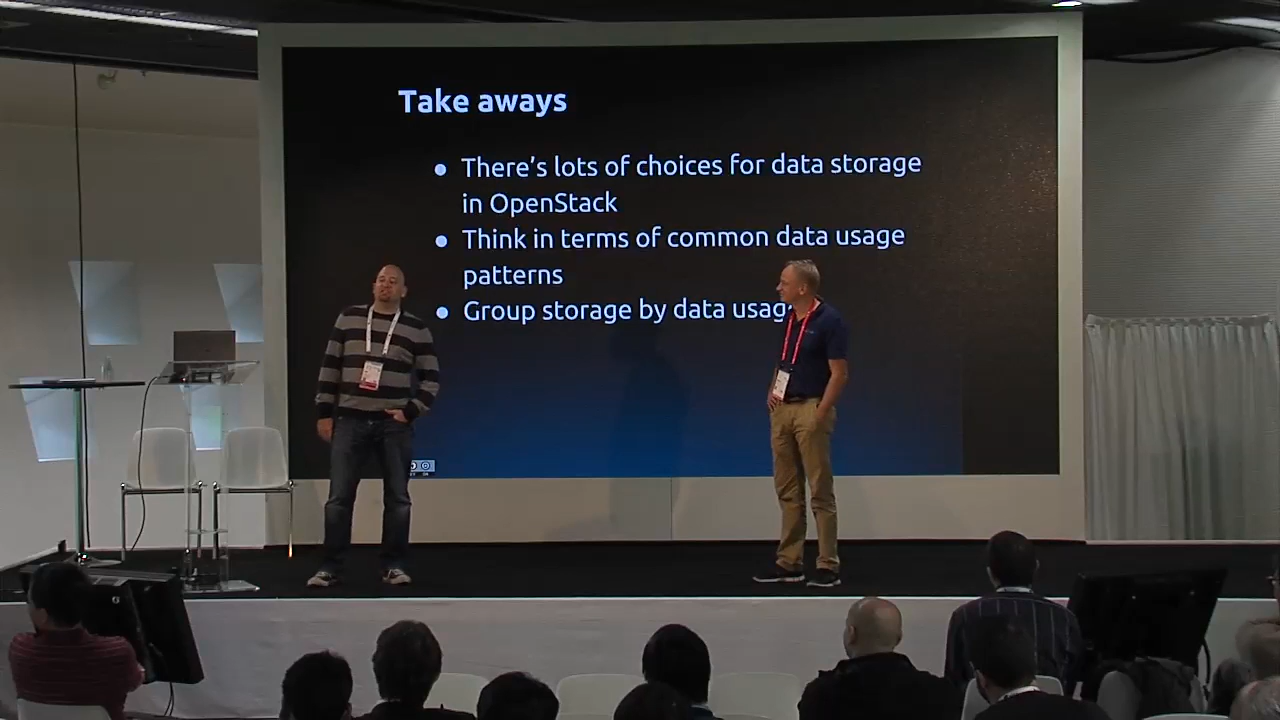 Take aways
There's lots of choices for data storage
in OpenStack
Think in terms of common data usage
patterns
Group storage by data usag